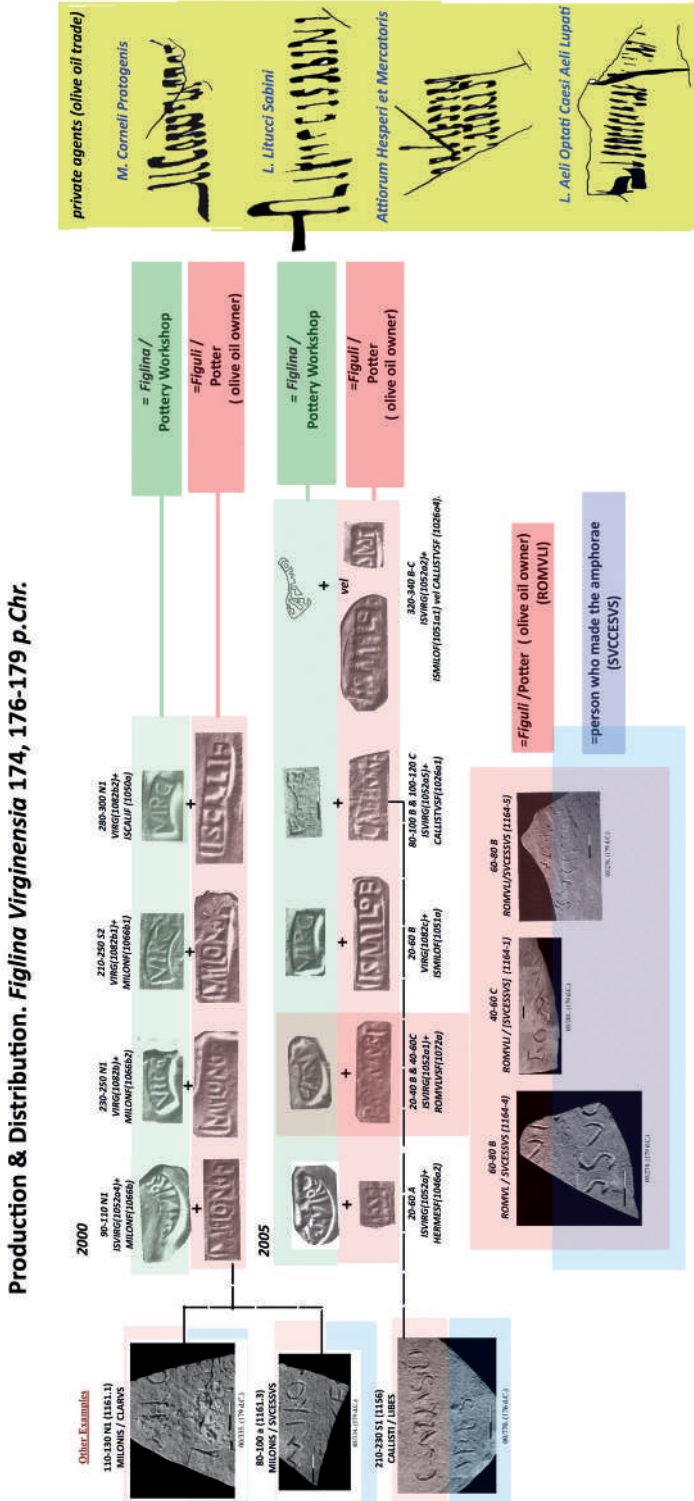 Production & Distribution. Figlina Virginensia 174, 176-179 p.Chr.
2000
90-110 N1
ISVIRG(1052a4)+
MILONF(1066b)
+
230-250 N1
VIRG(1082b)+
MILONF(1066b2)
+
210-250 S2
VIRG(1082b1)+
MILONF(1066b1)
+
280-300 N1
VIRG(1082b2)+
ISCALIF (1050a)
+
= Figlina /
Pottery Workshop
=Figuli /
Potter
( olive oil owner)
2005
+
20-60 A
ISVIRG(1052a)+
HERMESF(1046a2)
+
20-40 B & 40-60C
ISVIRG(1052a1)+
ROMVLVSF(1072a)
+
20-60 B
VIRG(1082c)+
ISMILOF(1051a)
+
80-100 B & 100-120 C
ISVIRG(1052a5)+
CALLISTVSF(1026a1)
+
vel
320-340 B-C
ISVIRG(1052a2)+
ISMILOF(1051a1) vel CALLISTVSF (1026a4).
= Figlina /
Pottery Workshop
=Figuli /
Potter
( olive oil owner)
Other Examples
110-130 N1 (1161.1)
MILONIS / CLARVS
00/335. (179 d.C.)
80-100 a (1161.3)
MILONIS / SVCESSVS
210-230 S1 (1156)
CALLISTI / LIBES
60-80 B
ROMVL / SVCESSVS (1164-4)
40-60 C
ROMVLI / [SVCESSVS] (1164-1)
60-80 B
ROMVLI/SVCESSVS (1164-5)
=Figuli /Potter ( olive oil owner)
(ROMVLI)
=person who made the amphorae
(SVCCESVS)
private agents (olive oil trade)
M. Corneli Protogenis
L. Litucci Sabini
Attiorum Hesperi et Mercatoris
L. Aeli Optati Caesi Aeli Lupati